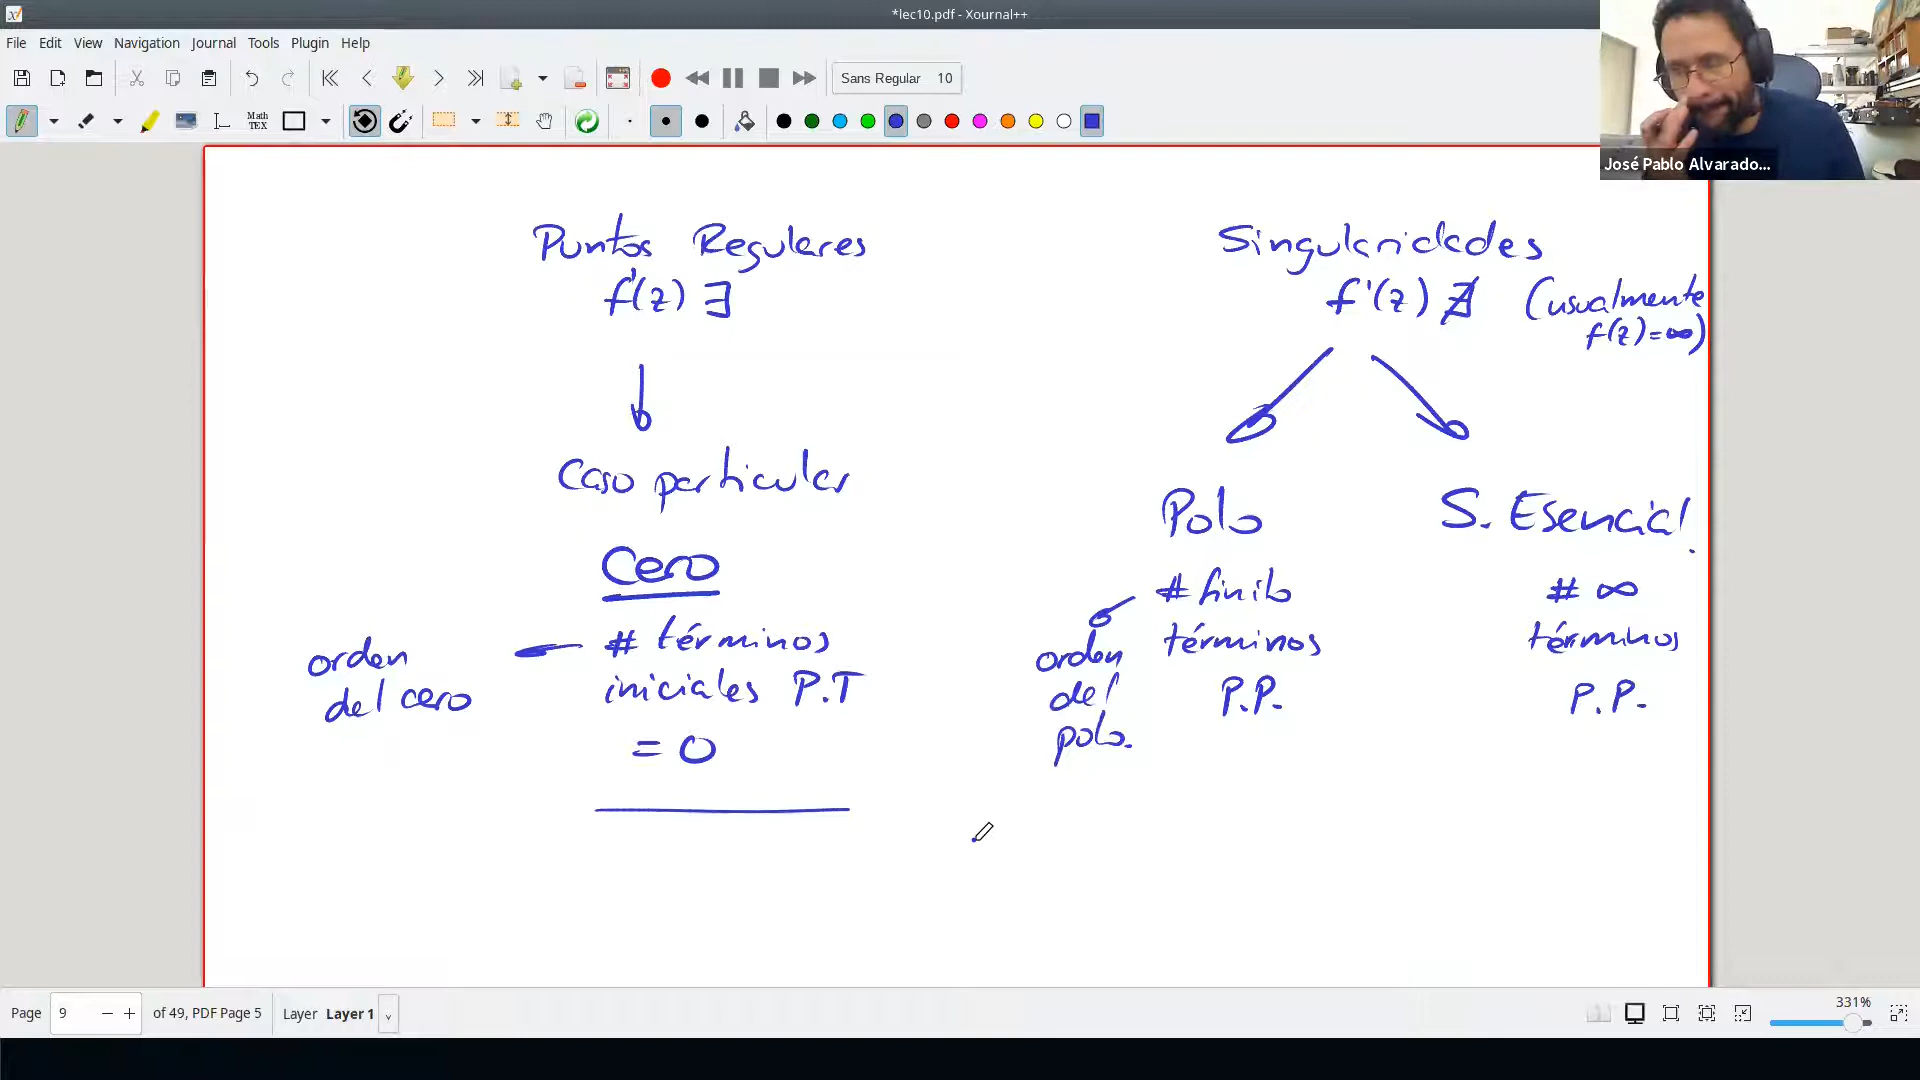 *lec10.pdf - Xournal++
File Edit View Navigation Journal Tools Plugin Help
Sans Regular 10
Math
TEX
José Pablo Alvarado...
Puntos Regulares
f'(z) ∃
Caso particular
Cero
# términos
iniciales P.T
= 0
orden
del cero
Singularidades
f'(z) ∄ (usualmente
f(z)=∞)
Polo
# finito
términos
P.P.
orden
del
polo.
S. Esencial
# ∞
términos
P.P.
Page 9 of 49, PDF Page 5 Layer Layer 1
331%